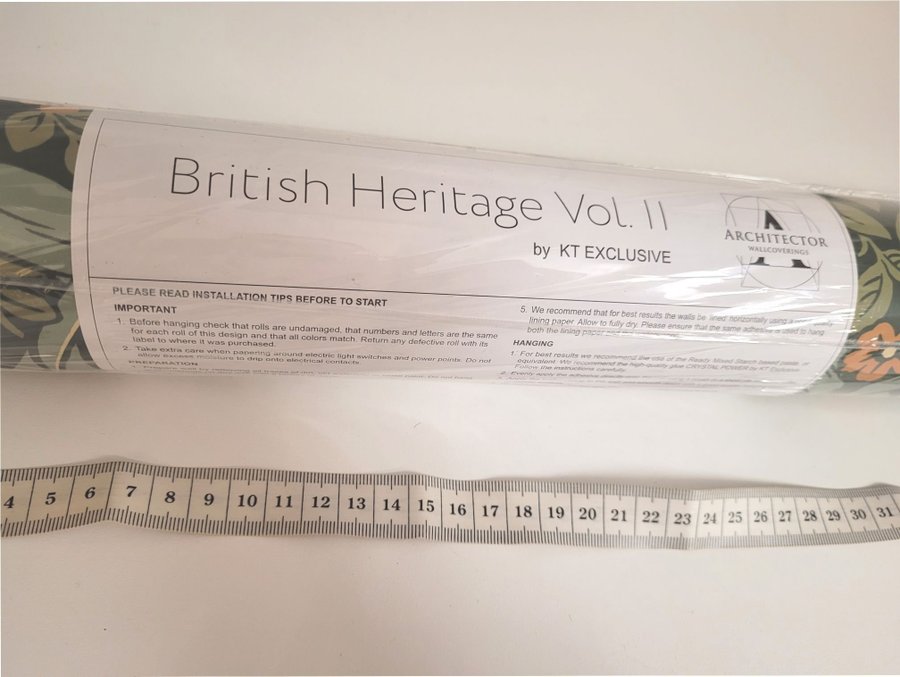 British Heritage Vol. II
by KT EXCLUSIVE
ARCHITECTOR
WALLCOVERINGS
PLEASE READ INSTALLATION TIPS BEFORE TO START
IMPORTANT
1. Before hanging check that rolls are undamaged, that numbers and letters are the same
for each roll of this design and that all colors match. Return any defective roll with its
label to where it was purchased.
2. Take extra care when papering around electric light switches and power points. Do not
allow excess moisture to drip onto electrical contacts.
PREPARATION
5. We recommend that for best results the walls be lined horizontally using a
lining paper. Allow to fully dry. Please ensure that the same adhesive is used to hang
both the lining paper and
HANGING
1. For best results we recommend the use of the Ready Mixed
equivalent. We recommend the high-quality glue CRYSTAL POWER by KT Exclusive
Follow the instructions carefully.
2. Evenly apply the adhesive directly
4 5 6 7 8 9 10 11 12 13 14 15 16 17 18 19 20 21 22 23 24 25 26 27 28 29 30 31